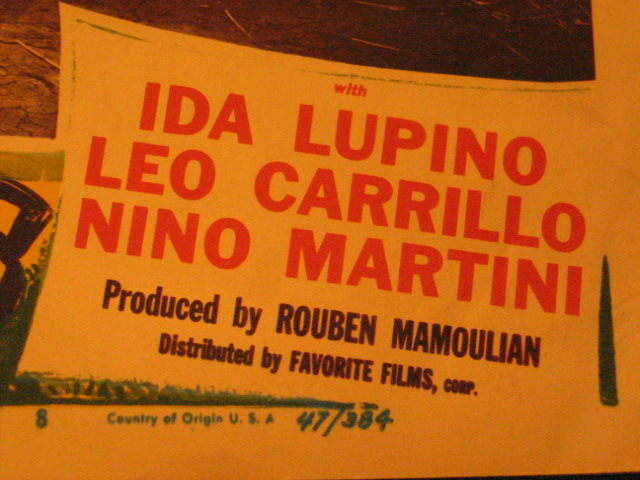 with
IDA LUPINO
LEO CARRILLO
NINO MARTINI
Produced by ROUBEN MAMOULIAN
Distributed by FAVORITE FILMS, CORP.
8 Country of Origin U. S. A 47/384